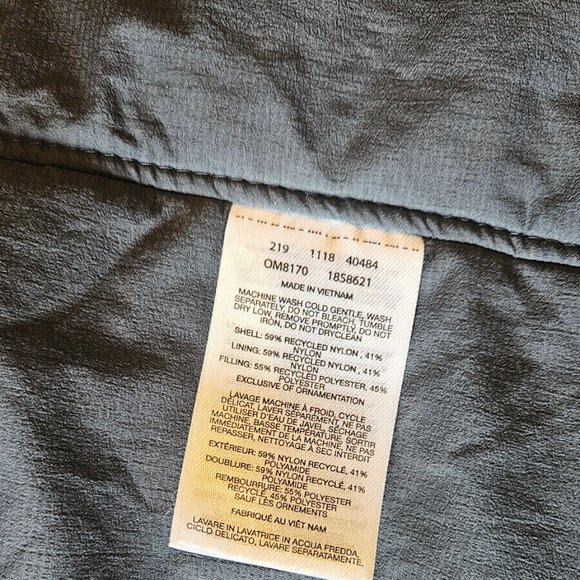 219 1118 40484
OM8170 1858621
MADE IN VIETNAM
MACHINE WASH COLD GENTLE, WASH
SEPARATELY, DO NOT BLEACH, TUMBLE
DRY LOW, REMOVE PROMPTLY, DO NOT
IRON, DO NOT DRYCLEAN
SHELL: 59% RECYCLED NYLON , 41%
NYLON
LINING: 59% RECYCLED NYLON , 41%
NYLON
FILLING: 55% RECYCLED POLYESTER, 45%
POLYESTER
EXCLUSIVE OF ORNAMENTATION
LAVAGE MACHINE À FROID, CYCLE
DÉLICAT, LAVER SÉPARÉMENT, NE PAS
UTILISER D'EAU DE JAVEL, SÉCHAGE
MACHINE, BASSE TEMPÉRATURE, SORTIR
IMMÉDIATEMENT DE LA MACHINE, NE PAS
REPASSER, NETTOYAGE À SEC INTERDIT
EXTÉRIEUR: 59% NYLON RECYCLÉ, 41%
POLYAMIDE
DOUBLURE: 59% NYLON RECYCLÉ, 41%
POLYAMIDE
REMBOURRURE: 55% POLYESTER
RECYCLÉ, 45% POLYESTER
SAUF LES ORNEMENTS
FABRIQUÉ AU VIÊT NAM
LAVARE IN LAVATRICE IN ACQUA FREDDA,
CICLO DELICATO, LAVARE SEPARATAMENTE,